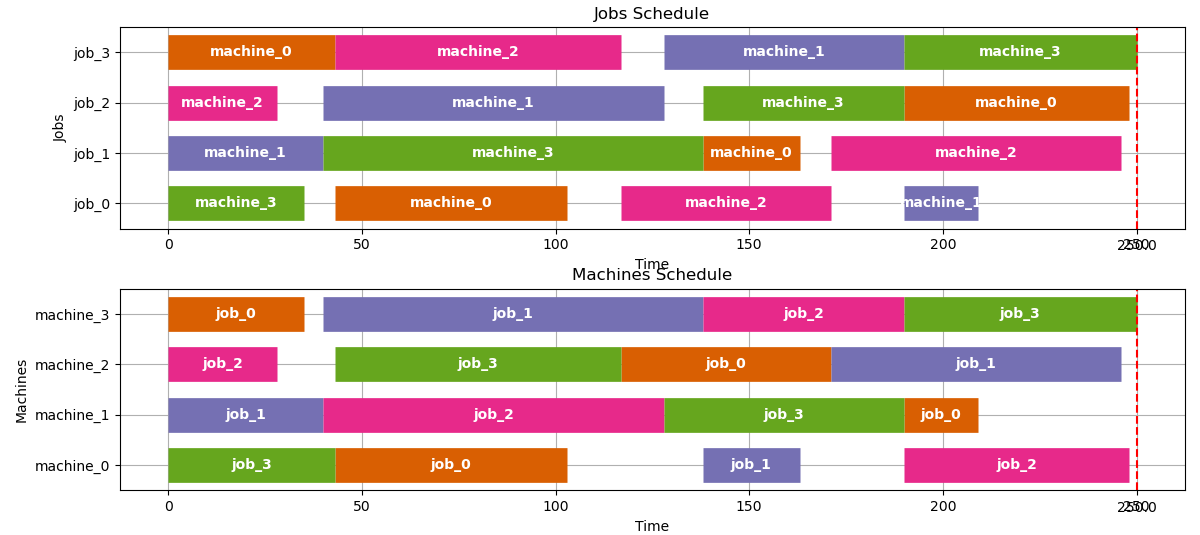 Jobs Schedule
job_3 machine_0 machine_2 machine_1 machine_3
job_2 machine_2 machine_1 machine_3 machine_0
job_1 machine_1 machine_3 machine_0 machine_2
job_0 machine_3 machine_0 machine_2 machine_1
Jobs
0 50 100 150 200 250
250.0
Time
Machines Schedule
machine_3 job_0 job_1 job_2 job_3
machine_2 job_2 job_3 job_0 job_1
machine_1 job_1 job_2 job_3 job_0
machine_0 job_3 job_0 job_1 job_2
Machines
0 50 100 150 200 250
250.0
Time